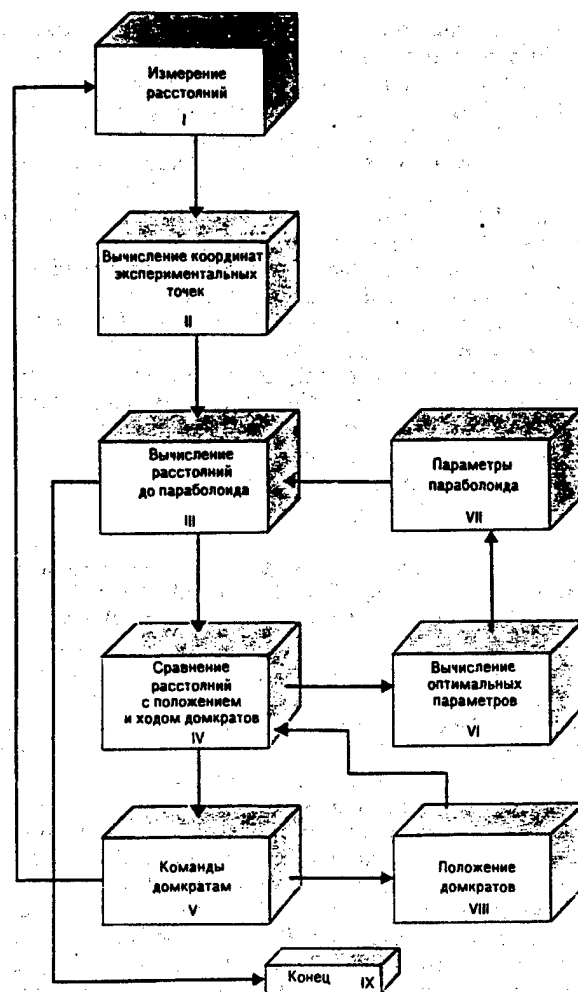 Измерение
расстояний
I
Вычисление координат
экспериментальных
точек
II
Вычисление
расстояний
до параболоида
III
Параметры
параболоида
VII
Сравнение
расстояний
с положением
и ходом домкратов
IV
Вычисление
оптимальных
параметров
VI
Команды
домкратам
V
Положение
домкратов
VIII
Конец IX